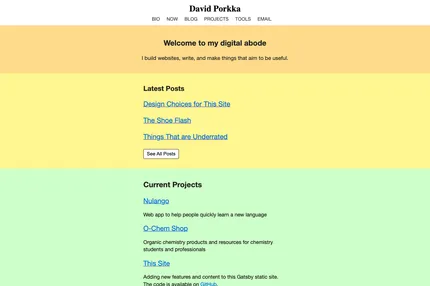 David Porkka
BIO NOW BLOG PROJECTS TOOLS EMAIL
Welcome to my digital abode
I build websites, write, and make things that aim to be useful.
Latest Posts
Design Choices for This Site
The Shoe Flash
Things That are Underrated
See All Posts
Current Projects
Nulango
Web app to help people quickly learn a new language
O-Chem Shop
Organic chemistry products and resources for chemistry
students and professionals
This Site
Adding new features and content to this Gatsby static site.
The code is available on GitHub.